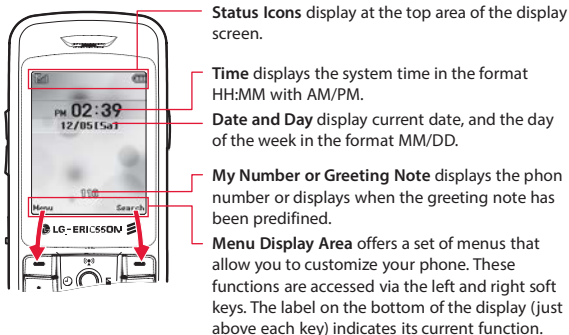 Status Icons display at the top area of the display
screen.
Time displays the system time in the format
HH:MM with AM/PM.
Date and Day display current date, and the day
of the week in the format MM/DD.
My Number or Greeting Note displays the phon
number or displays when the greeting note has
been predifined.
Menu Display Area offers a set of menus that
allow you to customize your phone. These
functions are accessed via the left and right soft
keys. The label on the bottom of the display (just
above each key) indicates its current function.
PM 02:39
12/05[Sa]
110
Menu Search
LG-ERICSSON